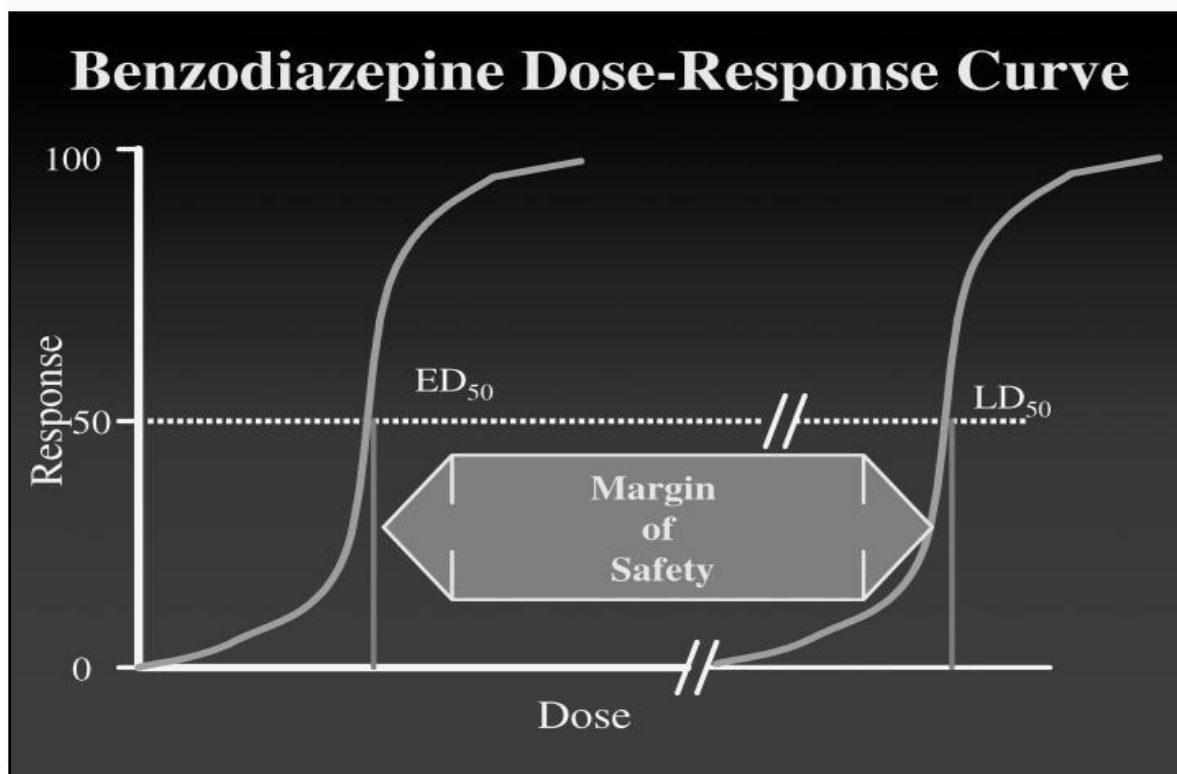 Benzodiazepine Dose-Response Curve
100
Response
ED₅₀
50
LD₅₀
Margin
of
Safety
0
Dose